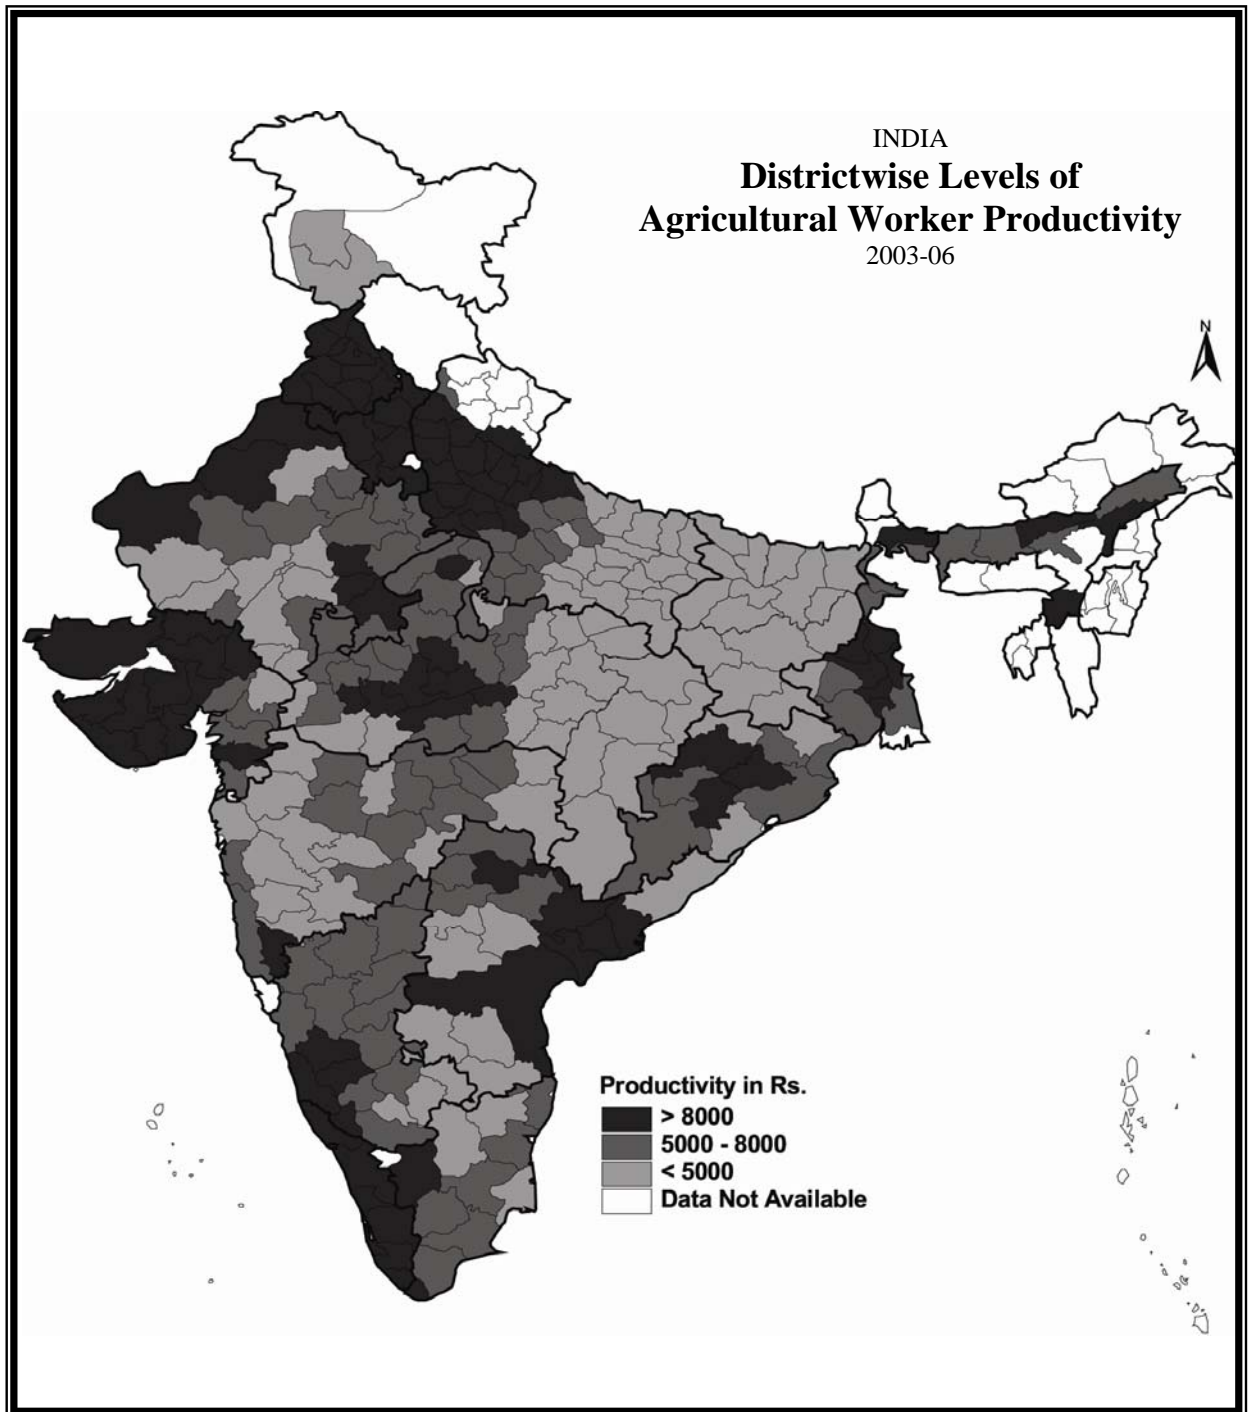 INDIA
Districtwise Levels of
Agricultural Worker Productivity
2003-06
N
Productivity in Rs.
> 8000
5000 - 8000
< 5000
Data Not Available